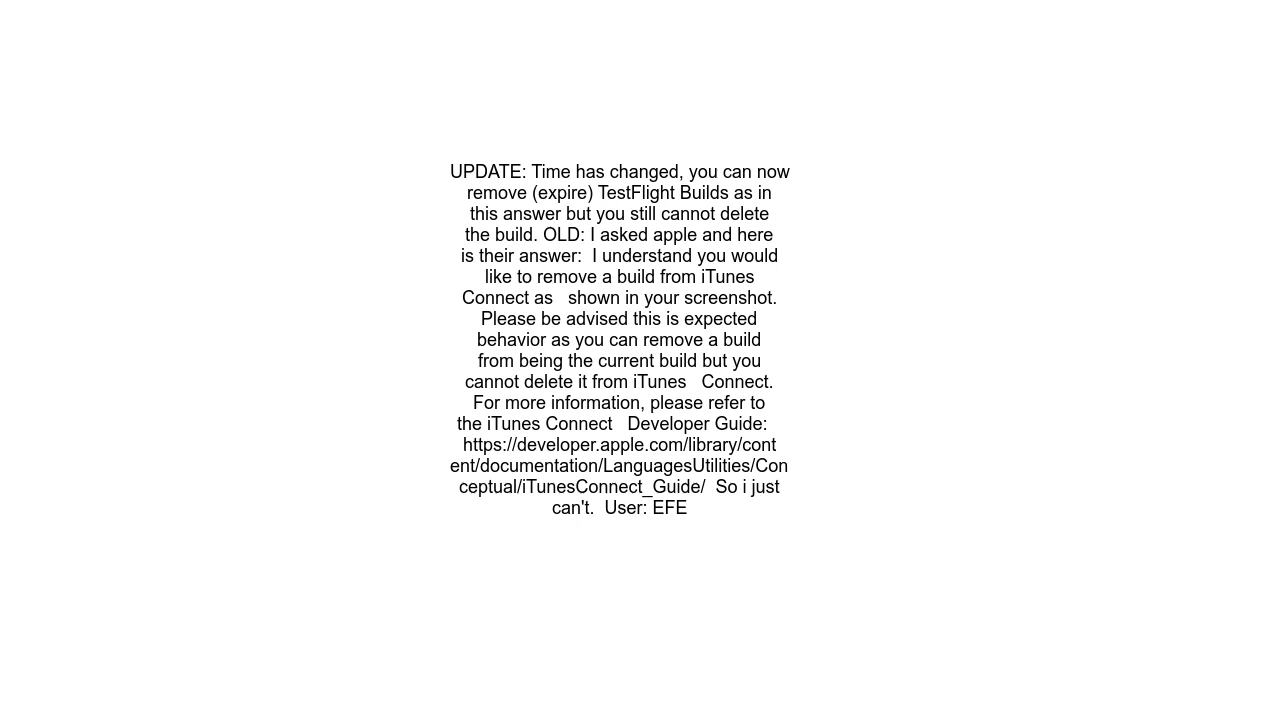 UPDATE: Time has changed, you can now
remove (expire) TestFlight Builds as in
this answer but you still cannot delete
the build. OLD: I asked apple and here
is their answer:  I understand you would
like to remove a build from iTunes
Connect as   shown in your screenshot.
Please be advised this is expected
behavior as you can remove a build
from being the current build but you
cannot delete it from iTunes   Connect.
For more information, please refer to
the iTunes Connect   Developer Guide:
https://developer.apple.com/library/cont
ent/documentation/LanguagesUtilities/Con
ceptual/iTunesConnect_Guide/  So i just
can't.  User: EFE